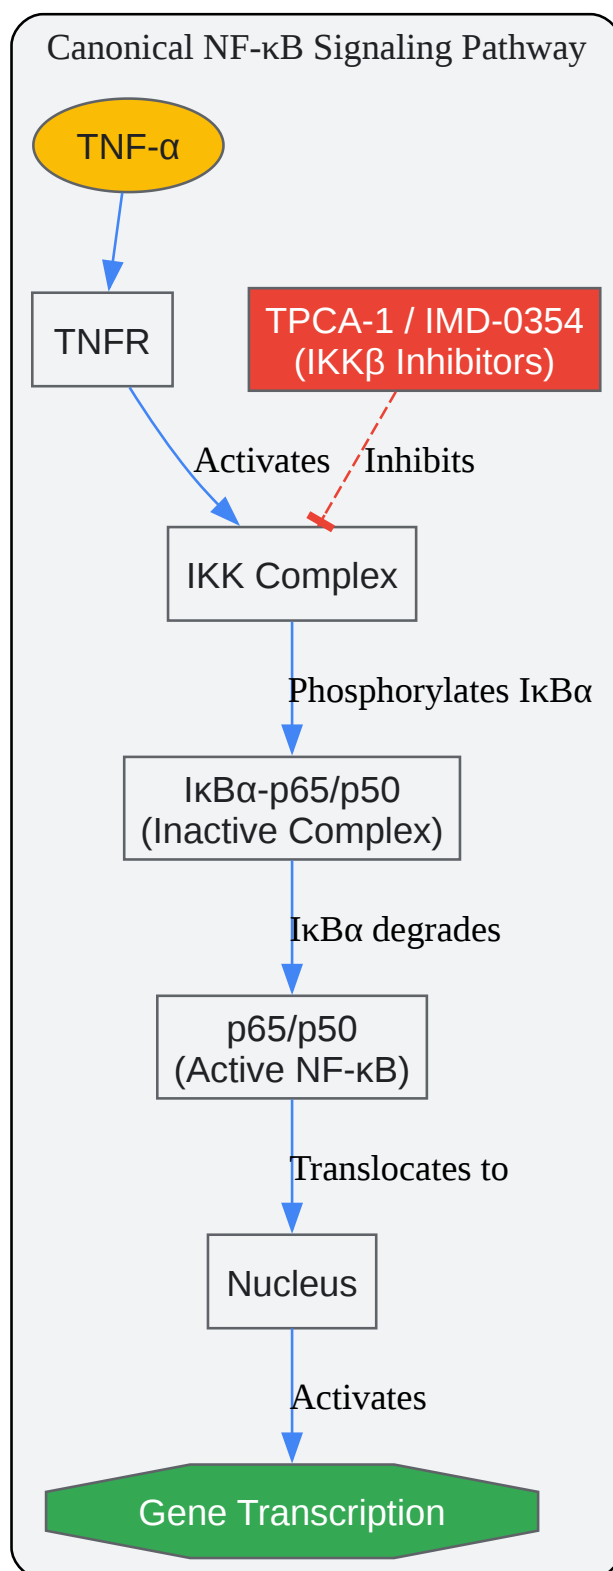 Canonical NF-κB Signaling Pathway
TNF-α
TNFR
TPCA-1 / IMD-0354
(IKKβ Inhibitors)
Activates
Inhibits
IKK Complex
Phosphorylates IκBα
IκBα-p65/p50
(Inactive Complex)
IκBα degrades
p65/p50
(Active NF-κB)
Translocates to
Nucleus
Activates
Gene Transcription